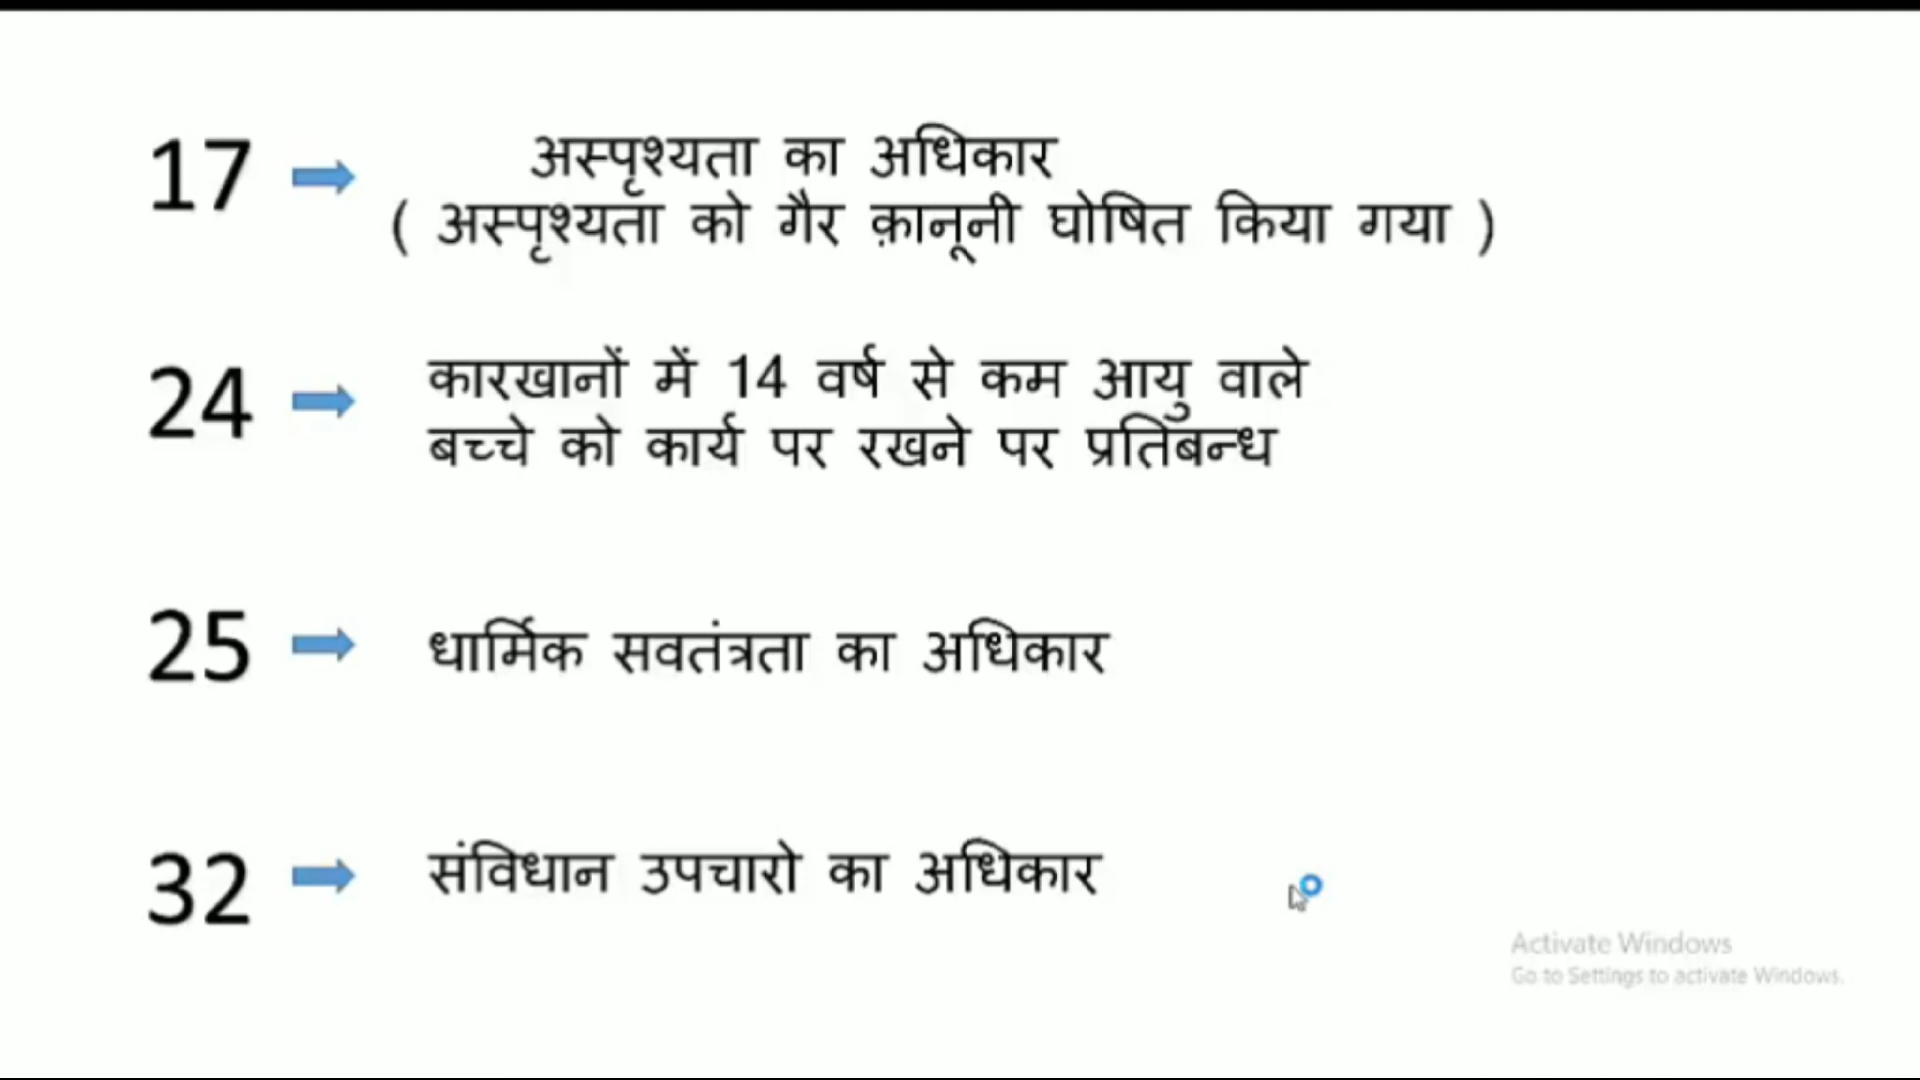 17 अस्पृश्यता का अधिकार
( अस्पृश्यता को गैर क़ानूनी घोषित किया गया )
24 कारखानों में 14 वर्ष से कम आयु वाले
बच्चे को कार्य पर रखने पर प्रतिबन्ध
25 धार्मिक सवतंत्रता का अधिकार
32 संविधान उपचारो का अधिकार
Activate Windows
Go to Settings to activate Windows.